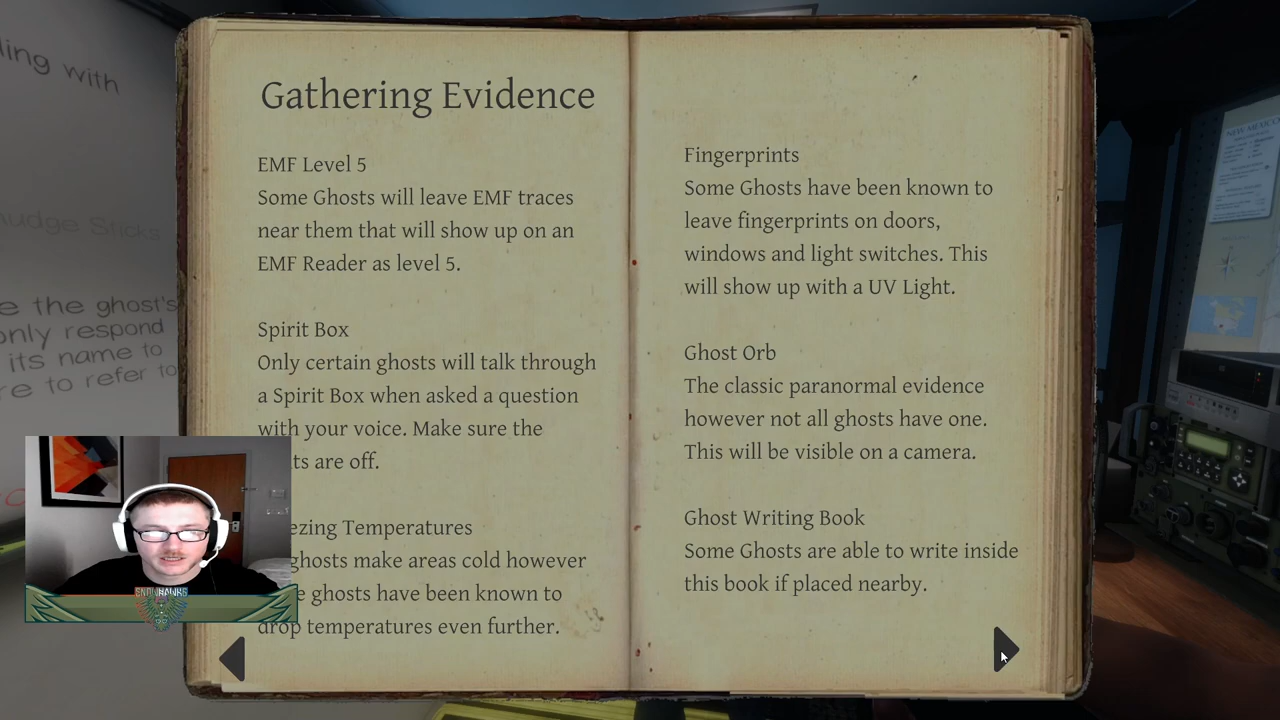 ling with
Smudge Sticks
e the ghost's
only respond
its name to
re to refer to
Gathering Evidence
EMF Level 5
Some Ghosts will leave EMF traces
near them that will show up on an
EMF Reader as level 5.
Spirit Box
Only certain ghosts will talk through
a Spirit Box when asked a question
with your voice. Make sure the
ts are off.
ezing Temperatures
ghosts make areas cold however
e ghosts have been known to
drop temperatures even further.
Fingerprints
Some Ghosts have been known to
leave fingerprints on doors,
windows and light switches. This
will show up with a UV Light.
Ghost Orb
The classic paranormal evidence
however not all ghosts have one.
This will be visible on a camera.
Ghost Writing Book
Some Ghosts are able to write inside
this book if placed nearby.
NEW MEXICO
SNOWHAWKS